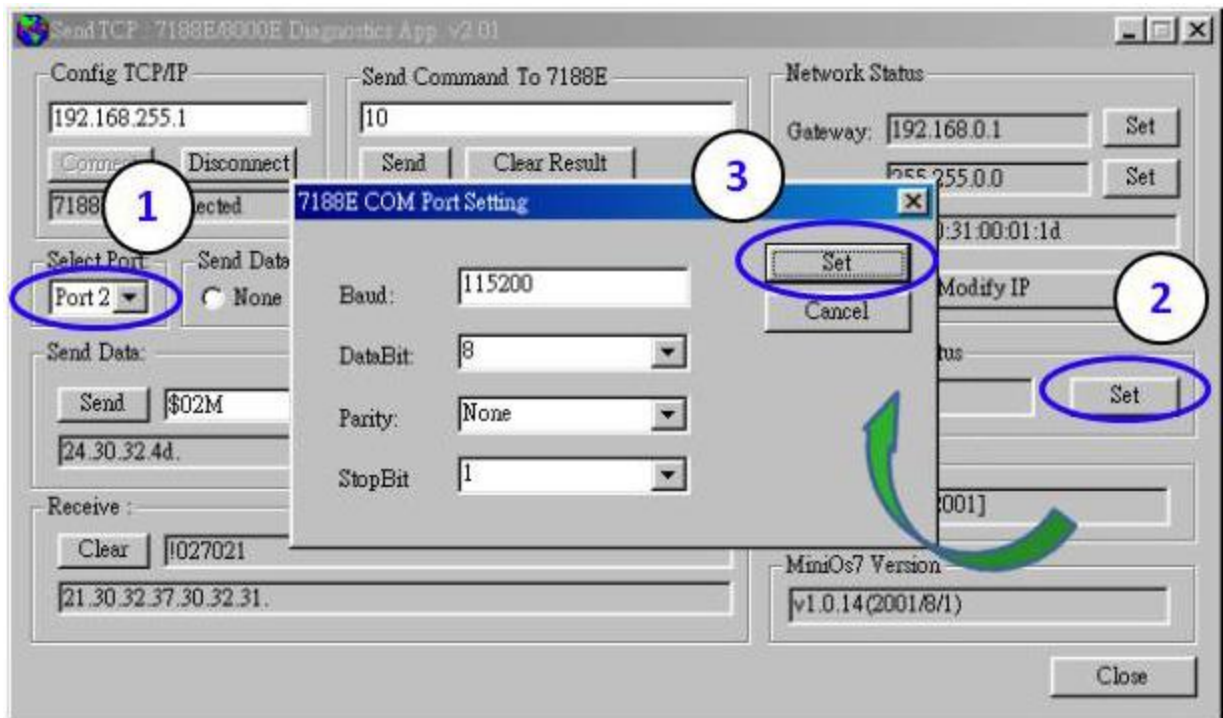 SendTCP : 7188E/8000E Diagnostics App. v2.01
Config TCP/IP
192.168.255.1
Connect
Disconnect
7188
ected
1
Select Port:
Port 2
Send Data
None
Send Command To 7188E
10
Send
Clear Result
Network Status
Gateway:
192.168.0.1
Set
255.255.0.0
Set
:31:00:01:1d
Modify IP
2
tus
Set
2001]
7188E COM Port Setting
3
Baud:
115200
Set
Cancel
DataBit:
8
Parity:
None
StopBit
1
Send Data:
Send
$02M
24.30.32.4d.
Receive :
Clear
!027021
21.30.32.37.30.32.31.
MiniOs7 Version
v1.0.14(2001/8/1)
Close